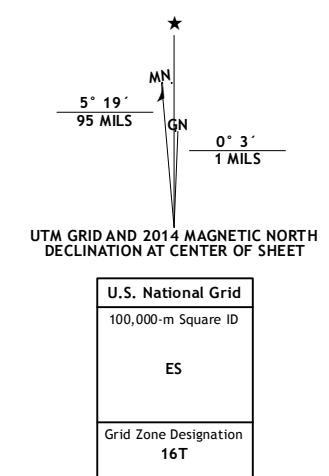 ★
MN
5° 19´
95 MILS
GN
0° 3´
1 MILS
UTM GRID AND 2014 MAGNETIC NORTH
DECLINATION AT CENTER OF SHEET
U.S. National Grid
100,000-m Square ID
ES
Grid Zone Designation
16T